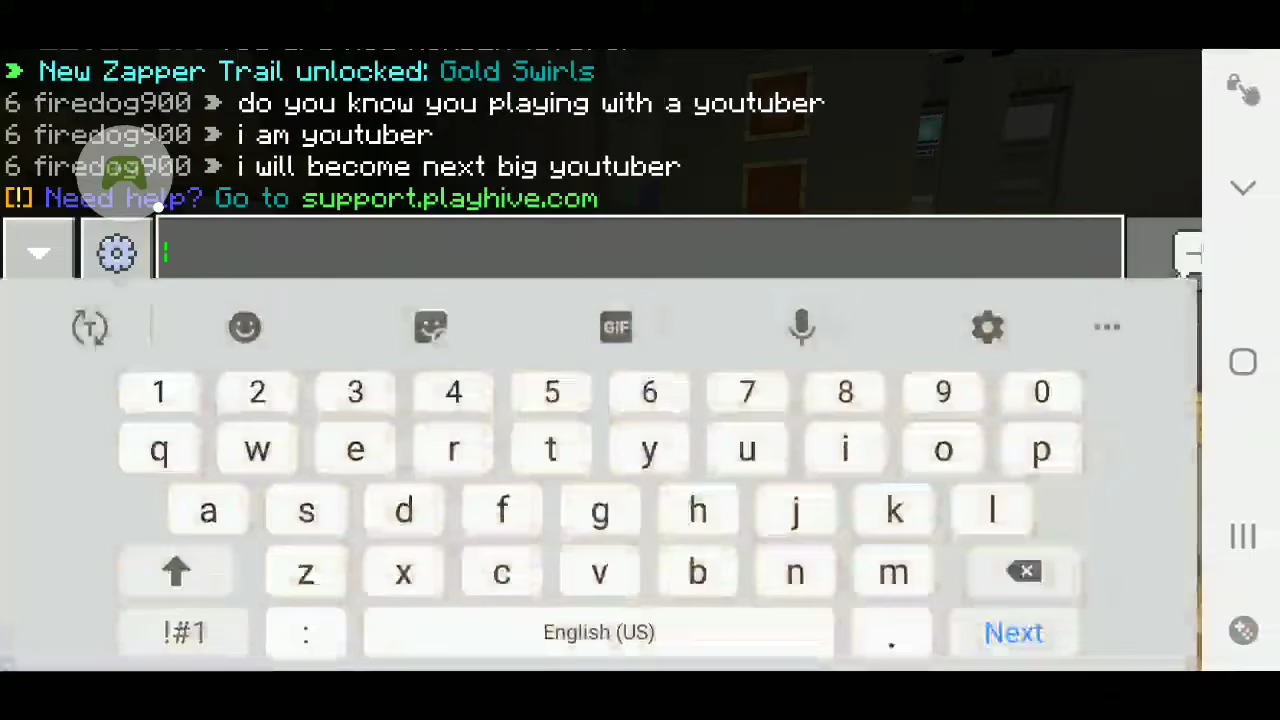 New Zapper Trail unlocked: Gold Swirls
6 firedog900 » do you know you playing with a youtuber
6 firedog900 » i am youtuber
6 firedog900 » i will become next big youtuber
[!] Need help? Go to support.playhive.com
T
GIF
1 2 3 4 5 6 7 8 9 0
q w e r t y u i o p
a s d f g h j k l
z x c v b n m
!#1 : English (US) . Next